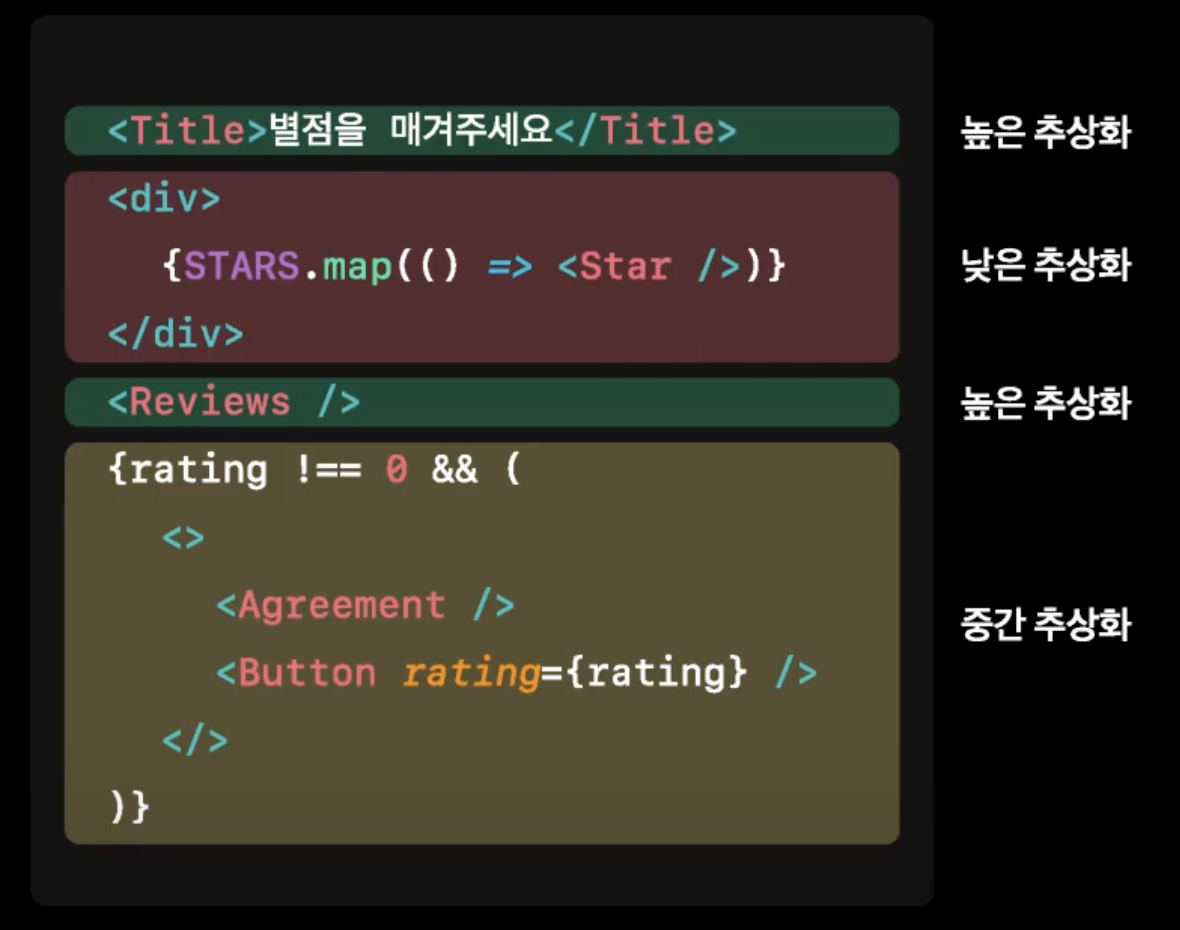 <Title>별점을 매겨주세요</Title>
높은 추상화
<div>
{STARS.map(() => <Star />)}
낮은 추상화
</div>
<Reviews />
높은 추상화
{rating !== 0 && (
<>
<Agreement />
중간 추상화
<Button rating={rating} />
</>
)}